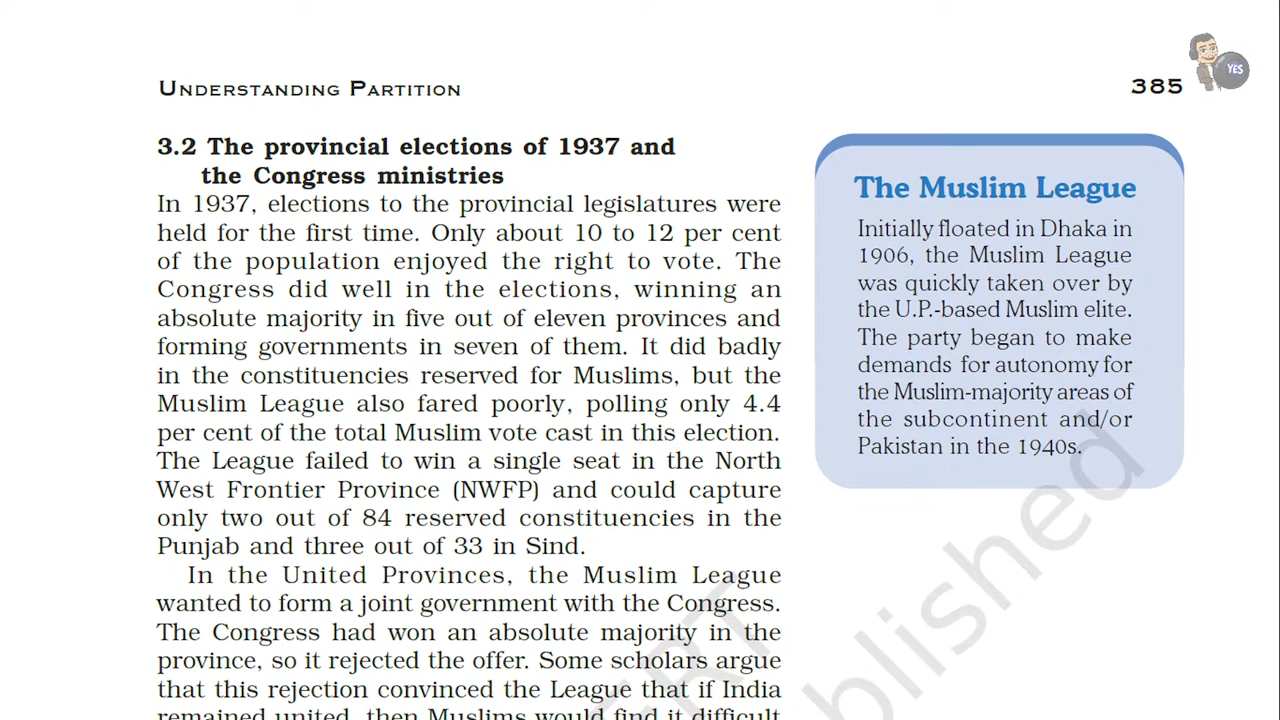 UNDERSTANDING PARTITION
385
YES
3.2 The provincial elections of 1937 and
the Congress ministries
In 1937, elections to the provincial legislatures were
held for the first time. Only about 10 to 12 per cent
of the population enjoyed the right to vote. The
Congress did well in the elections, winning an
absolute majority in five out of eleven provinces and
forming governments in seven of them. It did badly
in the constituencies reserved for Muslims, but the
Muslim League also fared poorly, polling only 4.4
per cent of the total Muslim vote cast in this election.
The League failed to win a single seat in the North
West Frontier Province (NWFP) and could capture
only two out of 84 reserved constituencies in the
Punjab and three out of 33 in Sind.
In the United Provinces, the Muslim League
wanted to form a joint government with the Congress.
The Congress had won an absolute majority in the
province, so it rejected the offer. Some scholars argue
that this rejection convinced the League that if India
remained united, then Muslims would find it difficult
The Muslim League
Initially floated in Dhaka in
1906, the Muslim League
was quickly taken over by
the U.P.-based Muslim elite.
The party began to make
demands for autonomy for
the Muslim-majority areas of
the subcontinent and/or
Pakistan in the 1940s.